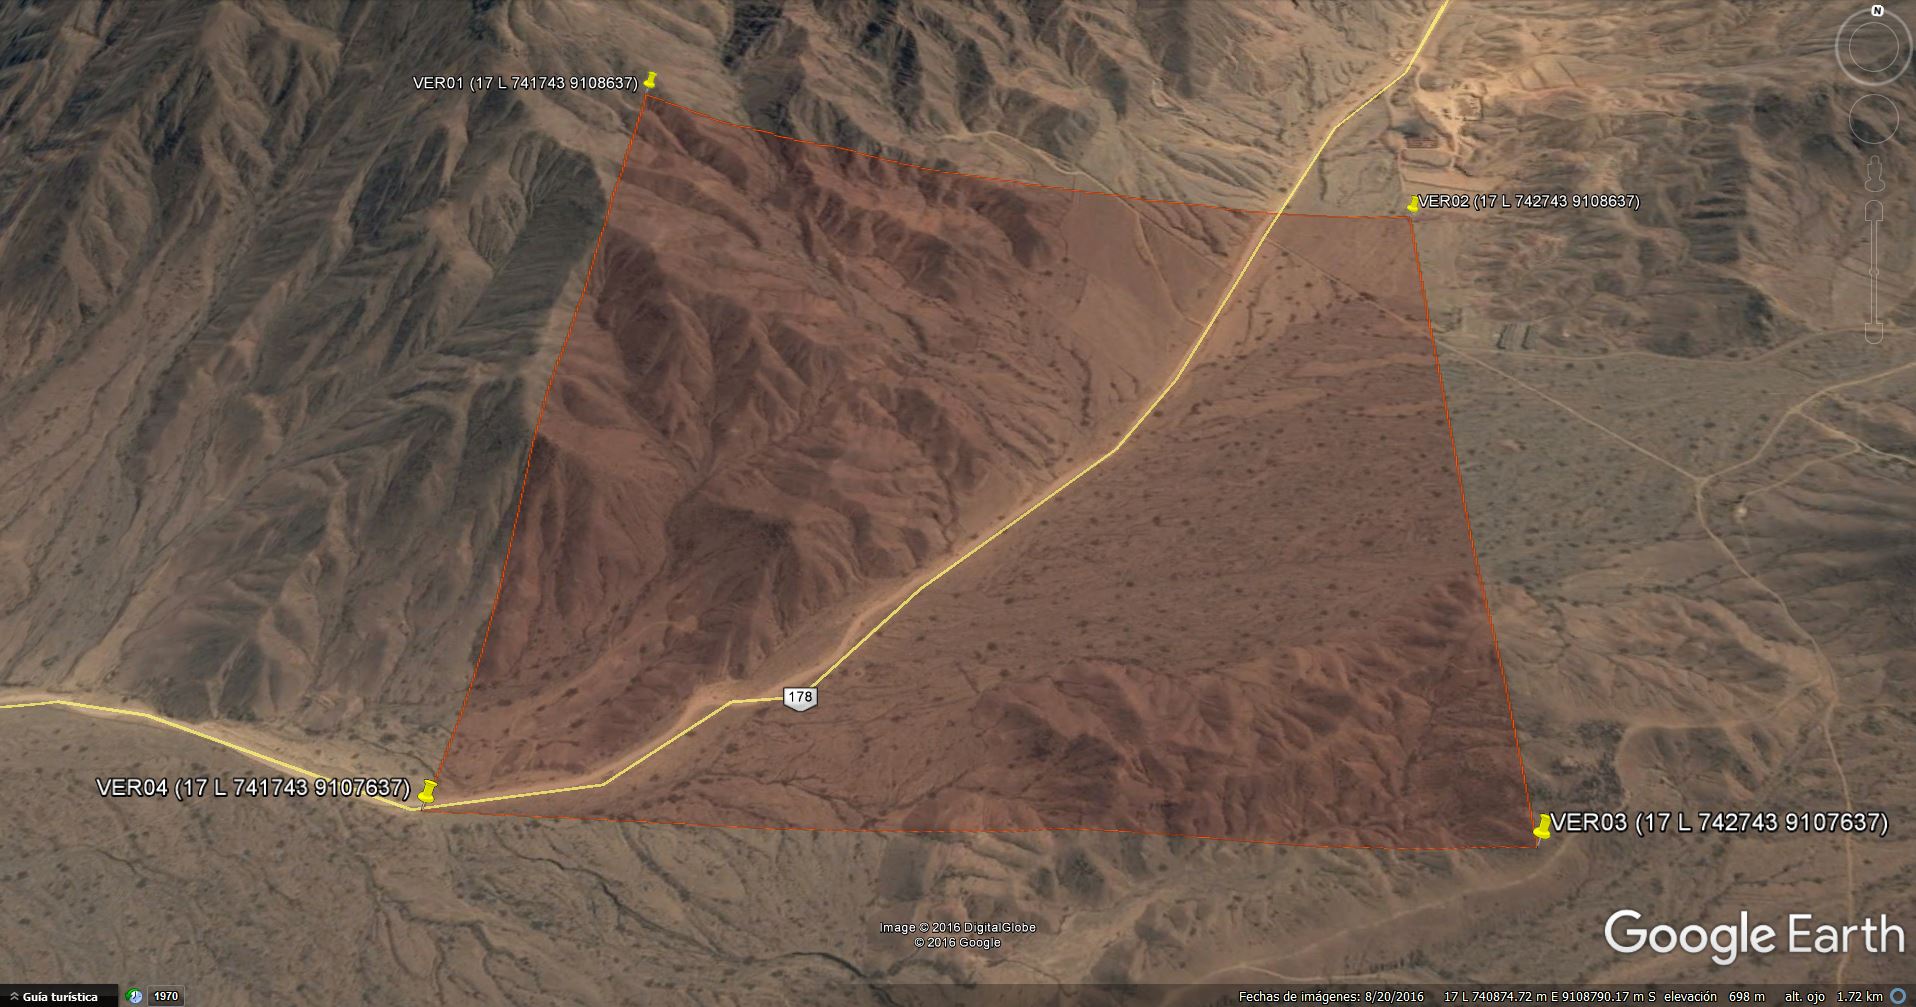 N
VER01 (17 L 741743 9108637)
VER02 (17 L 742743 9108637)
178
VER04 (17 L 741743 9107637)
VER03 (17 L 742743 9107637)
Image © 2016 DigitalGlobe
© 2016 Google
Google Earth
Guía turística
1970
Fechas de imágenes: 8/20/2016 17 L 740874.72 m E 9108790.17 m S elevación 698 m alt. ojo 1.72 km